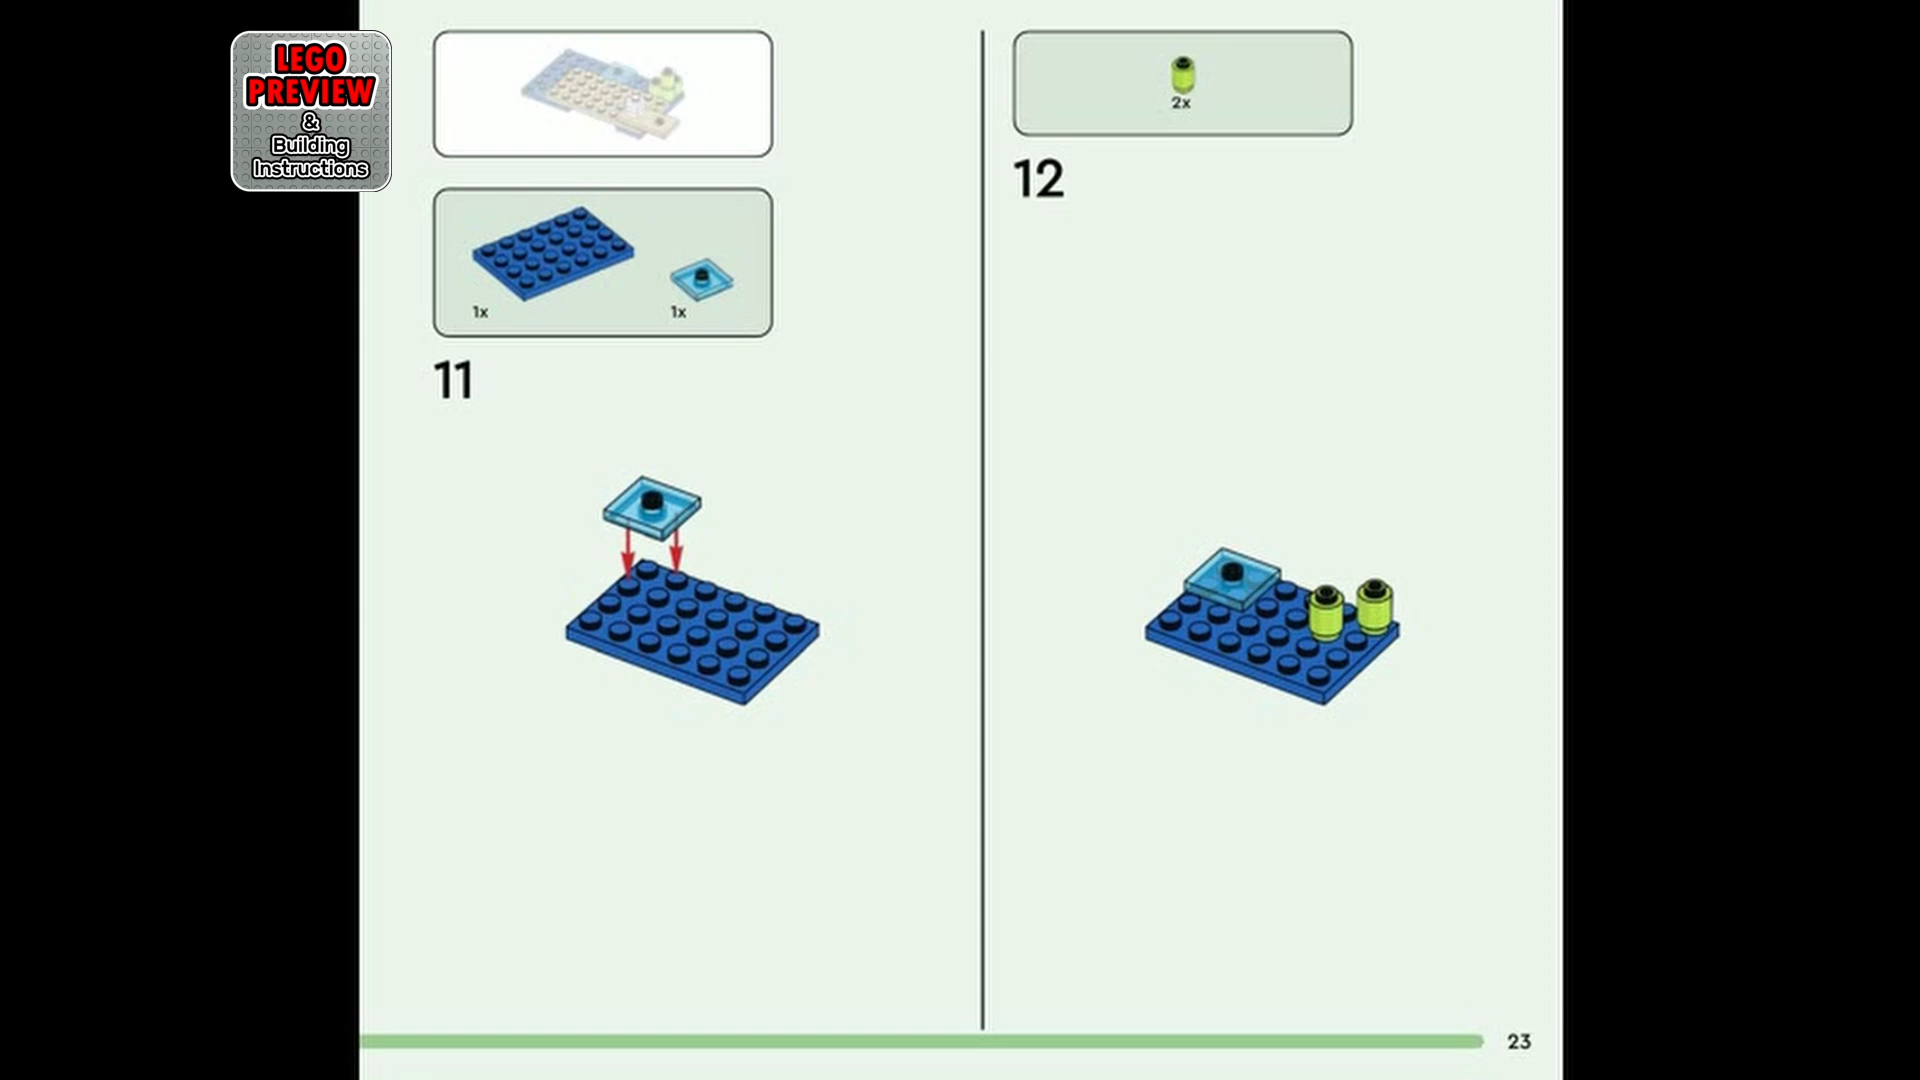 LEGO
PREVIEW
&
Building
Instructions
1x
1x
11
2x
12
23